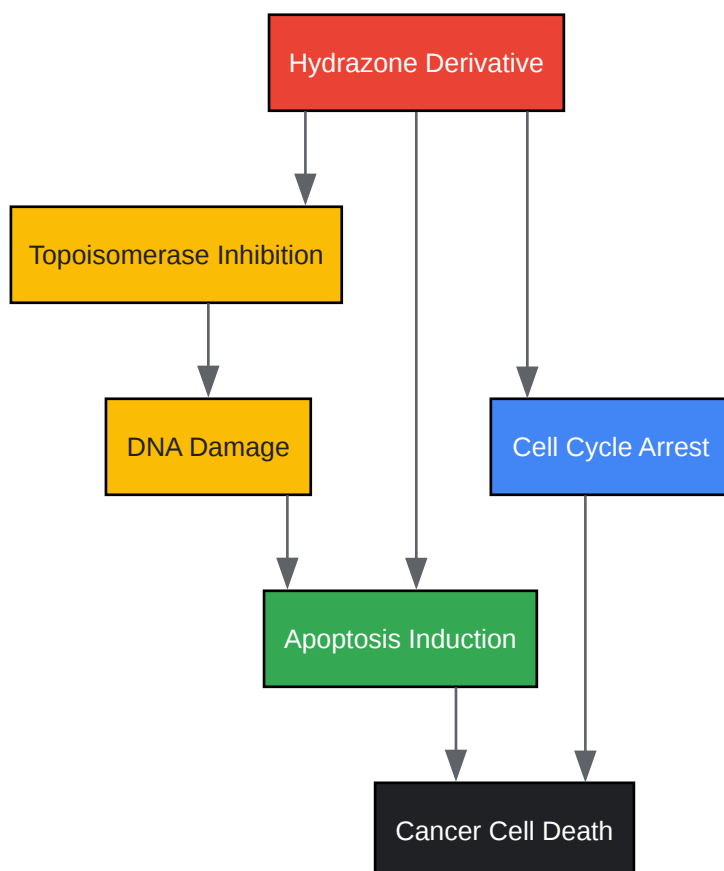 Hydrazone Derivative
Topoisomerase Inhibition
DNA Damage
Cell Cycle Arrest
Apoptosis Induction
Cancer Cell Death